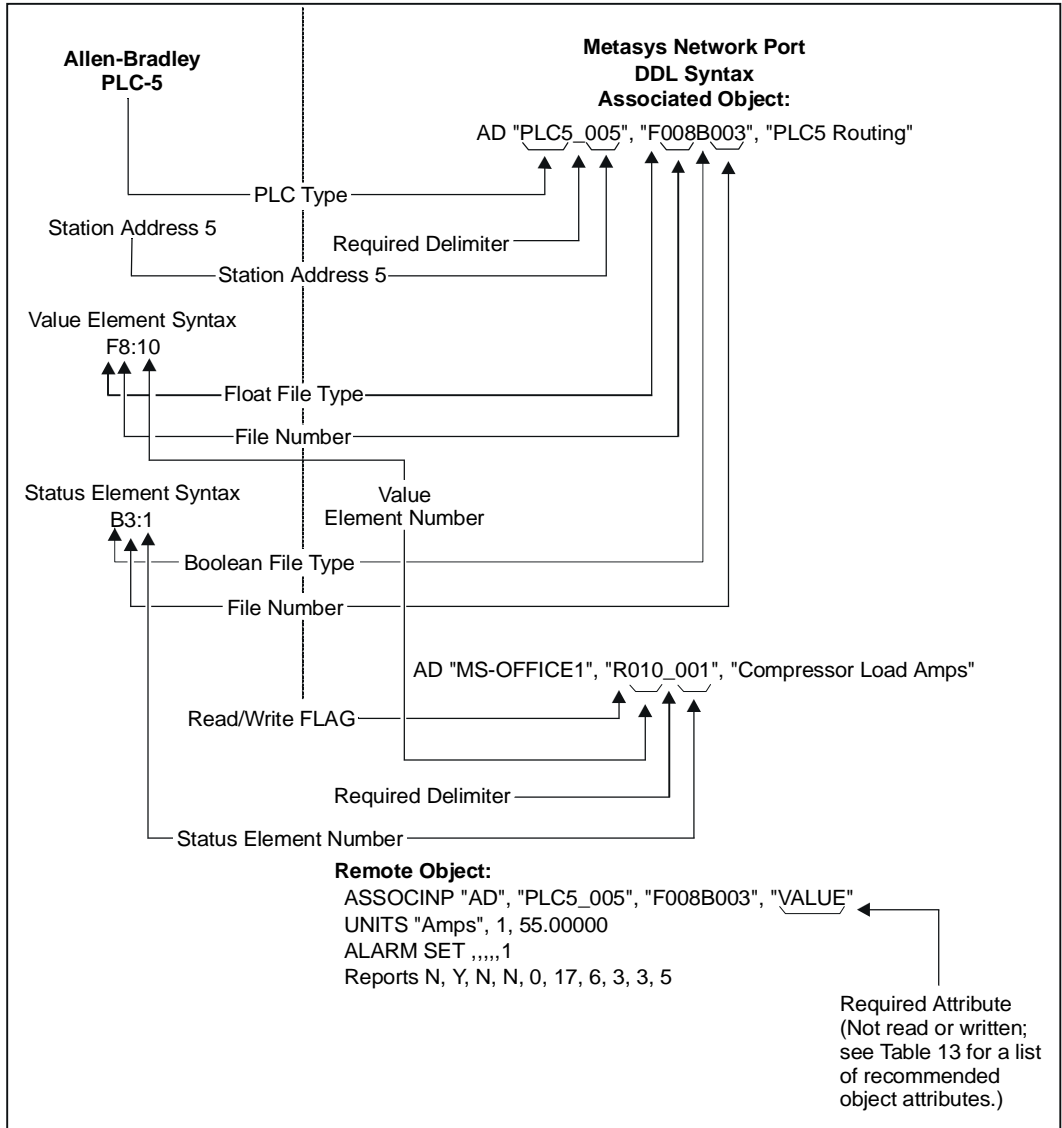 Allen-Bradley
PLC-5
Metasys Network Port
DDL Syntax
Associated Object:
AD "PLC5_005", "F008B003", "PLC5 Routing"
PLC Type
Station Address 5
Required Delimiter
Station Address 5
Value Element Syntax
F8:10
Float File Type
File Number
Status Element Syntax
B3:1
Value
Element Number
Boolean File Type
File Number
AD "MS-OFFICE1", "R010_001", "Compressor Load Amps"
Read/Write FLAG
Required Delimiter
Status Element Number
Remote Object:
ASSOCINP "AD", "PLC5_005", "F008B003", "VALUE"
UNITS "Amps", 1, 55.00000
ALARM SET ,,,,,1
Reports N, Y, N, N, 0, 17, 6, 3, 3, 5
Required Attribute
(Not read or written;
see Table 13 for a list
of recommended
object attributes.)